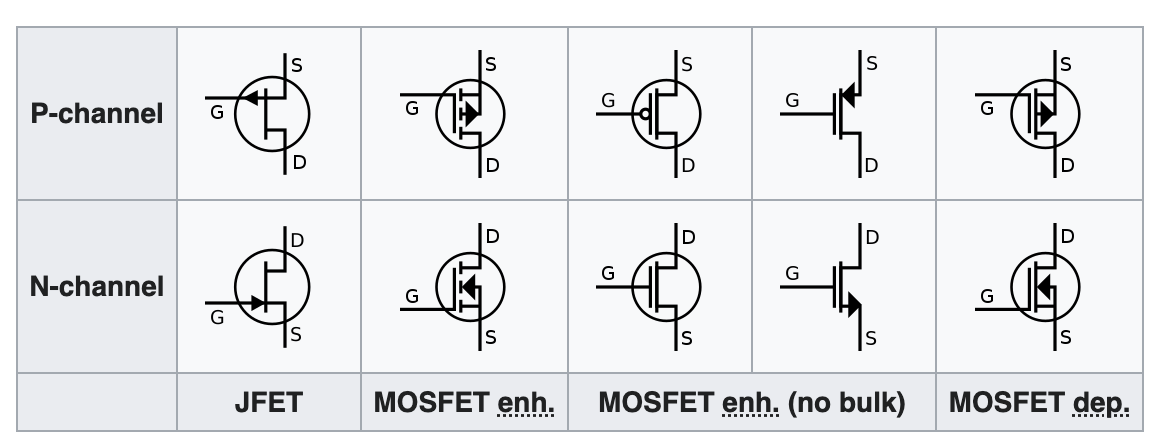 P-channel
S
G
D
S
G
D
S
G
D
S
G
D
S
G
D
N-channel
D
G
S
D
G
S
D
G
S
D
G
S
D
G
S
JFET
MOSFET enh.
MOSFET enh. (no bulk)
MOSFET dep.